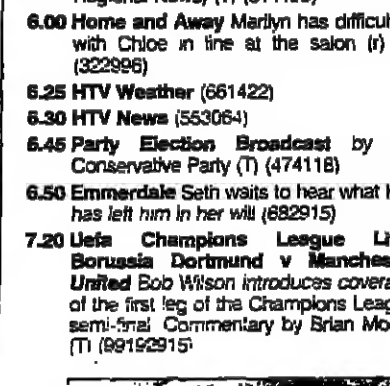 6.00 Home and Away Marilyn has difficul
with Chloe in line at the salon (r)
(322996)
6.25 HTV Weather (661422)
6.30 HTV News (553064)
6.45 Party Election Broadcast by
Conservative Party (T) (474118)
6.50 Emmerdale Seth waits to hear what
has left him in her will (682915)
7.20 Uefa Champions League Li
Borussia Dortmund v Manches
United Bob Wilson introduces covera
of the first leg of the Champions Leag
semi-final Commentary by Brian Mo
(T) (99192915)